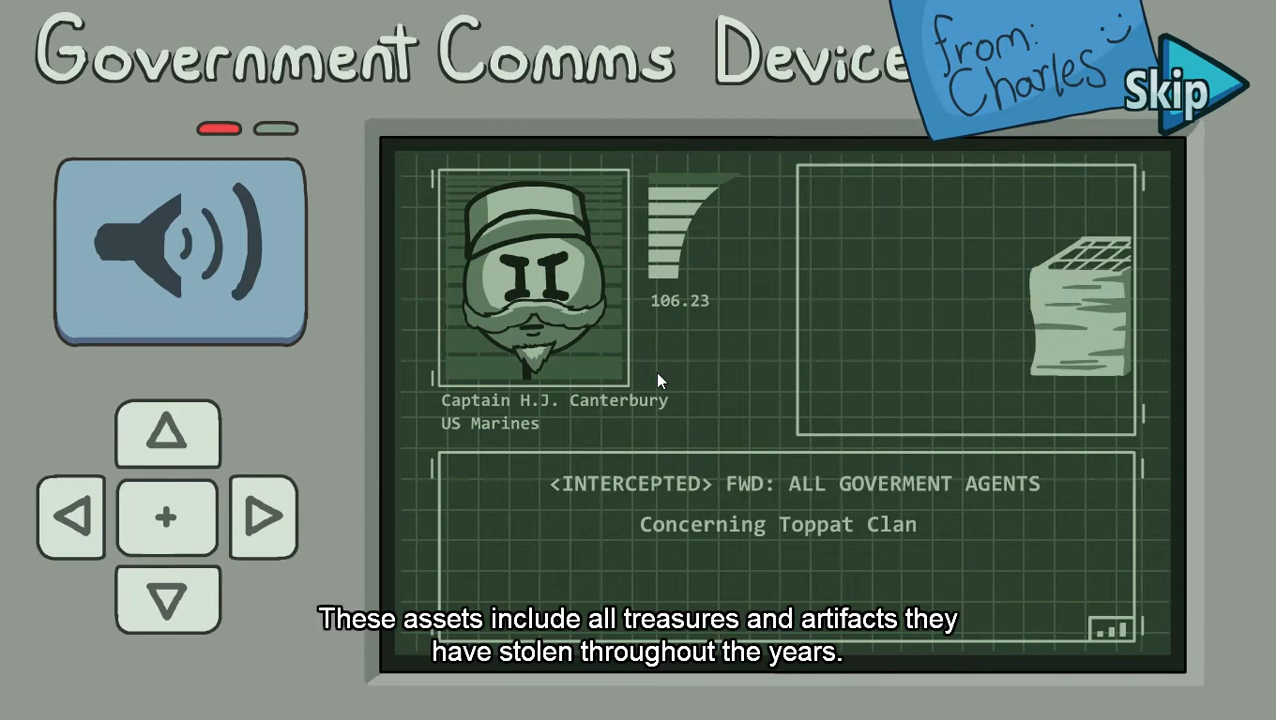 Government Comms Device
from:
Charles
Skip
106.23
Captain H.J. Canterbury
US Marines
<INTERCEPTED> FWD: ALL GOVERMENT AGENTS
Concerning Toppat Clan
These assets include all treasures and artifacts they
have stolen throughout the years.